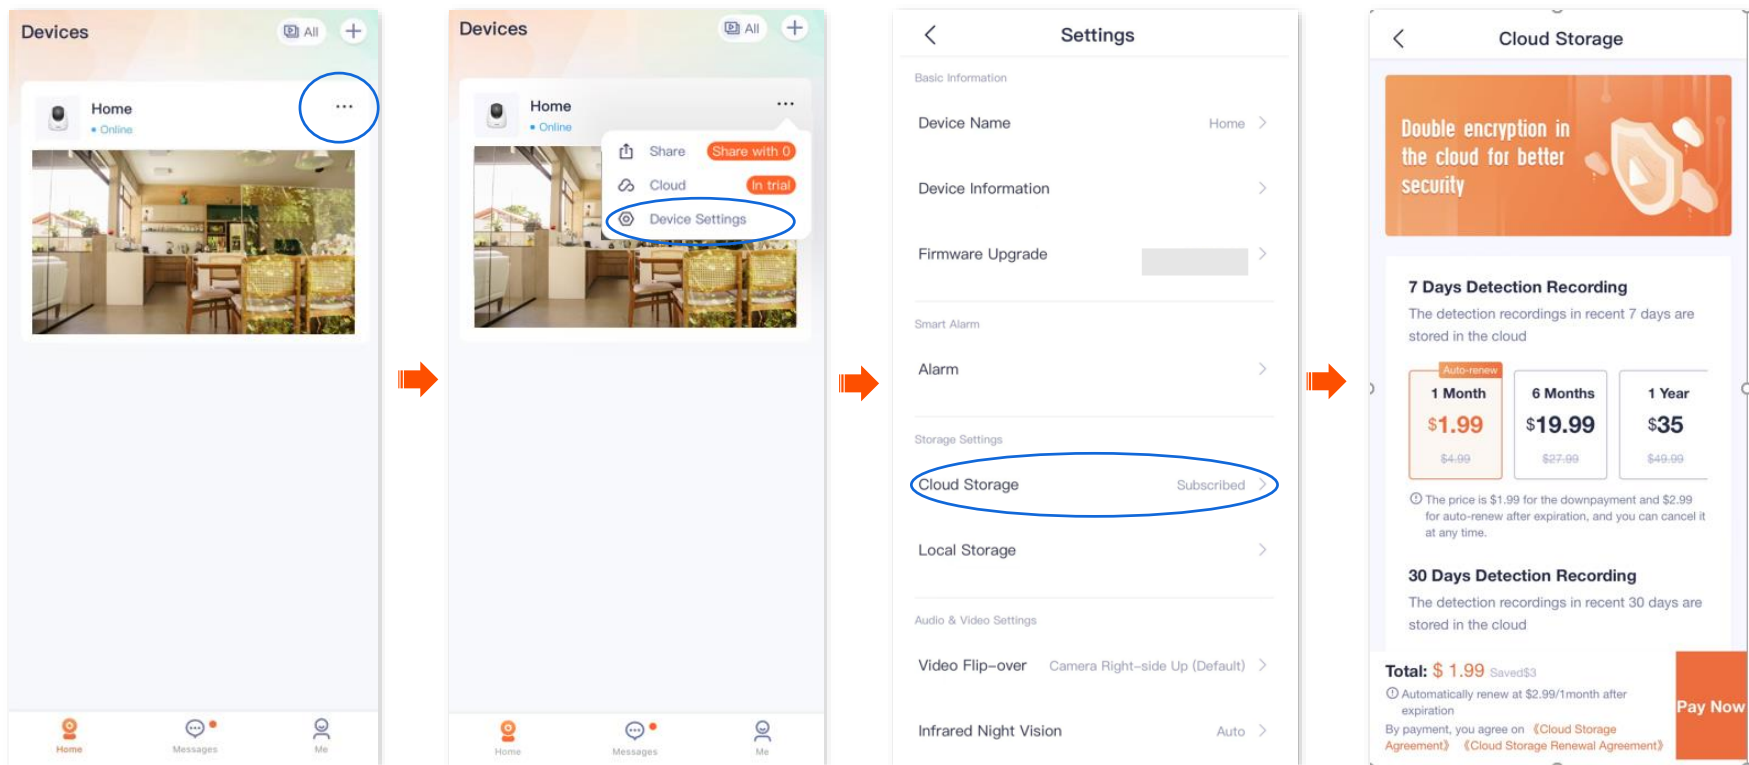 Devices
All
Home
Online
Home
Messages
Me
Devices
All
Home
Online
Share
Share with 0
Cloud
In trial
Device Settings
Home
Messages
Me
Settings
Basic Information
Device Name
Home
Device Information
Firmware Upgrade
Smart Alarm
Alarm
Storage Settings
Cloud Storage
Subscribed
Local Storage
Audio & Video Settings
Video Flip-over
Camera Right-side Up (Default)
Infrared Night Vision
Auto
Cloud Storage
Double encryption in
the cloud for better
security
7 Days Detection Recording
The detection recordings in recent 7 days are
stored in the cloud
Auto-renew
1 Month
$1.99
$4.99
6 Months
$19.99
$27.99
1 Year
$35
$49.99
The price is $1.99 for the downpayment and $2.99
for auto-renew after expiration, and you can cancel it
at any time.
30 Days Detection Recording
The detection recordings in recent 30 days are
stored in the cloud
Total: $ 1.99 Saved$3
Automatically renew at $2.99/1month after
expiration
By payment, you agree on 《Cloud Storage
Agreement》 《Cloud Storage Renewal Agreement》
Pay Now